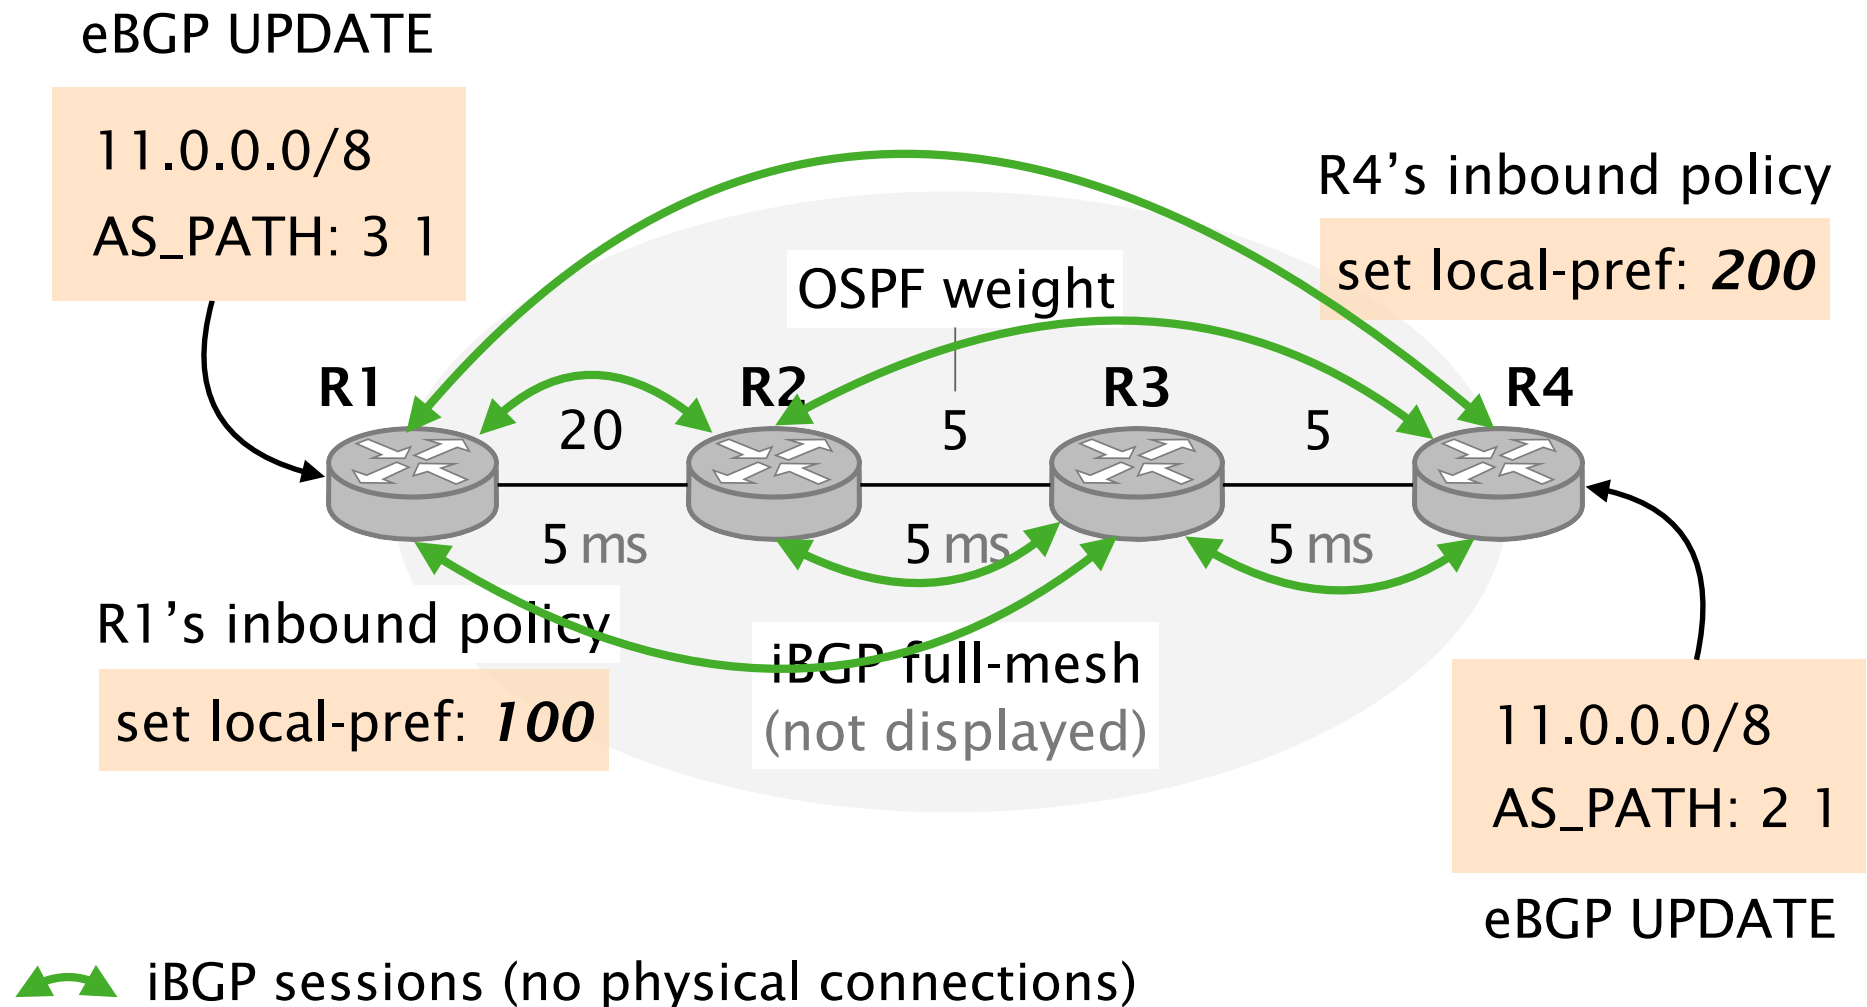 eBGP UPDATE
11.0.0.0/8
AS_PATH: 3 1
R4’s inbound policy
set local-pref: 200
OSPF weight
R1
R2
R3
R4
20
5
5
5 ms
5 ms
5 ms
R1’s inbound policy
set local-pref: 100
iBGP full-mesh
(not displayed)
11.0.0.0/8
AS_PATH: 2 1
eBGP UPDATE
iBGP sessions (no physical connections)